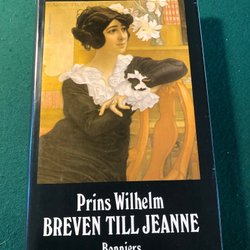 Prins Wilhelm
BREVEN TILL JEANNE
Bonniers